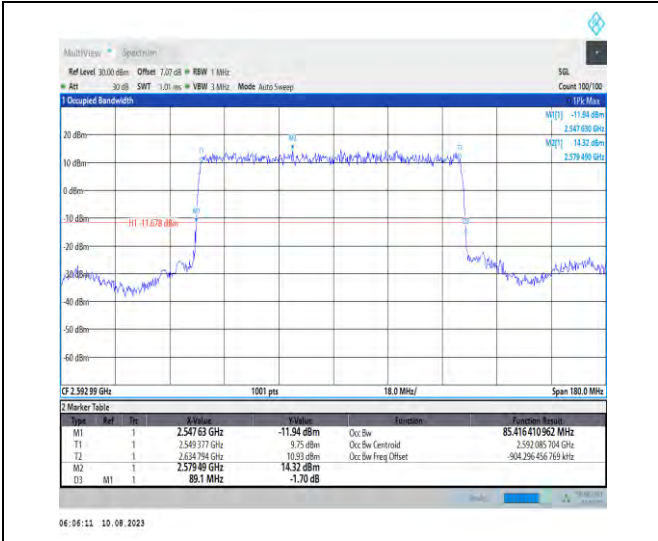 MultiView Spectrum
Ref Level 30.00 dBm Offset 7.07 dB RBW 1 MHz SGL
Att 30 dB SWT 1.01 ms VBW 3 MHz Mode Auto Sweep Count 100/100
1 Occupied Bandwidth 1Pk Max
M1[1] -11.94 dBm
2.547 630 GHz
20 dBm M2 M2[1] 14.32 dBm
T1 T2 2.579 490 GHz
10 dBm
0 dBm
-10 dBm M1 D3
H1 -11.678 dBm
-20 dBm
-30 dBm
-40 dBm
-50 dBm
-60 dBm
CF 2.592 99 GHz 1001 pts 18.0 MHz/ Span 180.0 MHz
2 Marker Table
Type Ref Trc X-Value Y-Value Function Function Result
M1 1 2.547 63 GHz -11.94 dBm Occ Bw 85.416 410 962 MHz
T1 1 2.549 377 GHz 9.75 dBm Occ Bw Centroid 2.592 085 704 GHz
T2 1 2.634 794 GHz 10.93 dBm Occ Bw Freq Offset -904.296 456 769 kHz
M2 1 2.579 49 GHz 14.32 dBm
D3 M1 1 89.1 MHz -1.70 dB
06:06:11 10.08.2023